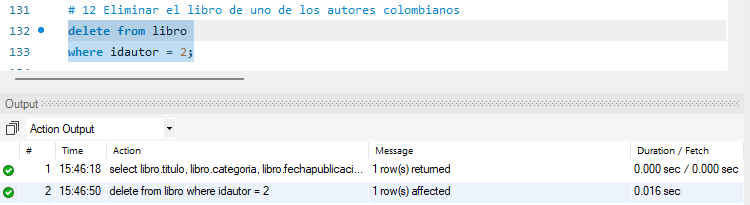 131 # 12 Eliminar el libro de uno de los autores colombianos
132 delete from libro
133 where idautor = 2;
Output
Action Output
# Time Action Message Duration / Fetch
1 15:46:18 select libro.titulo, libro.categoria, libro.fechapublicaci... 1 row(s) returned 0.000 sec / 0.000 sec
2 15:46:50 delete from libro where idautor = 2 1 row(s) affected 0.016 sec